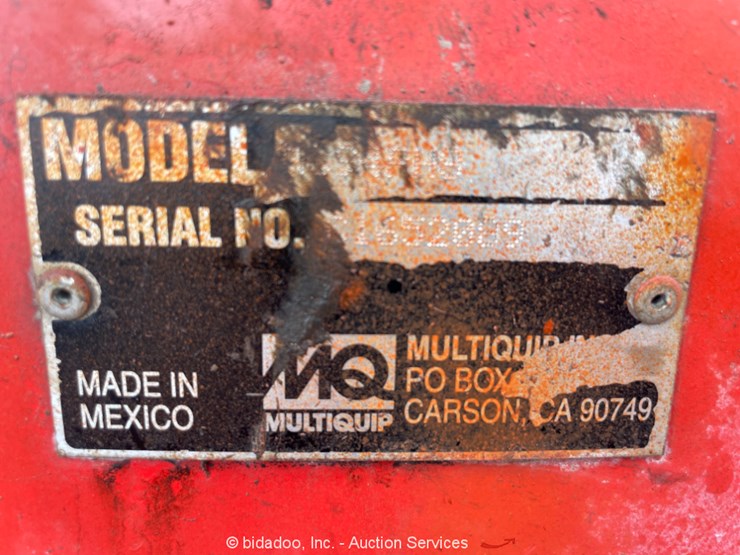 MODEL
SERIAL NO.
MADE IN
MEXICO
MQ
MULTIQUIP
MULTIQUIP
PO BOX
CARSON, CA 90749
© bidadoo, Inc. - Auction Services